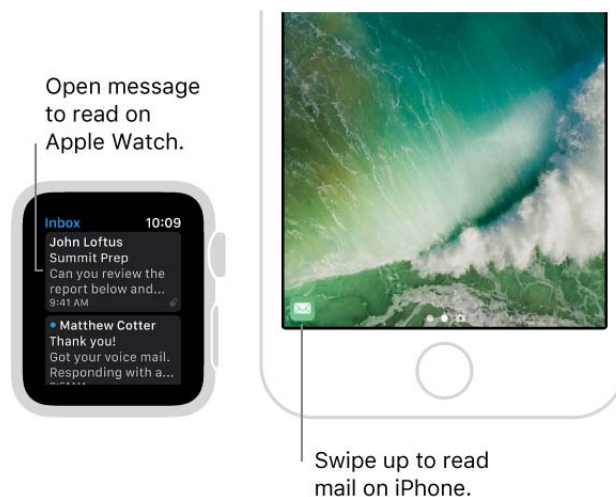 Open message
to read on
Apple Watch.
Inbox 10:09
John Loftus
Summit Prep
Can you review the
report below and...
9:41 AM
Matthew Cotter
Thank you!
Got your voice mail.
Responding with a...
Swipe up to read
mail on iPhone.